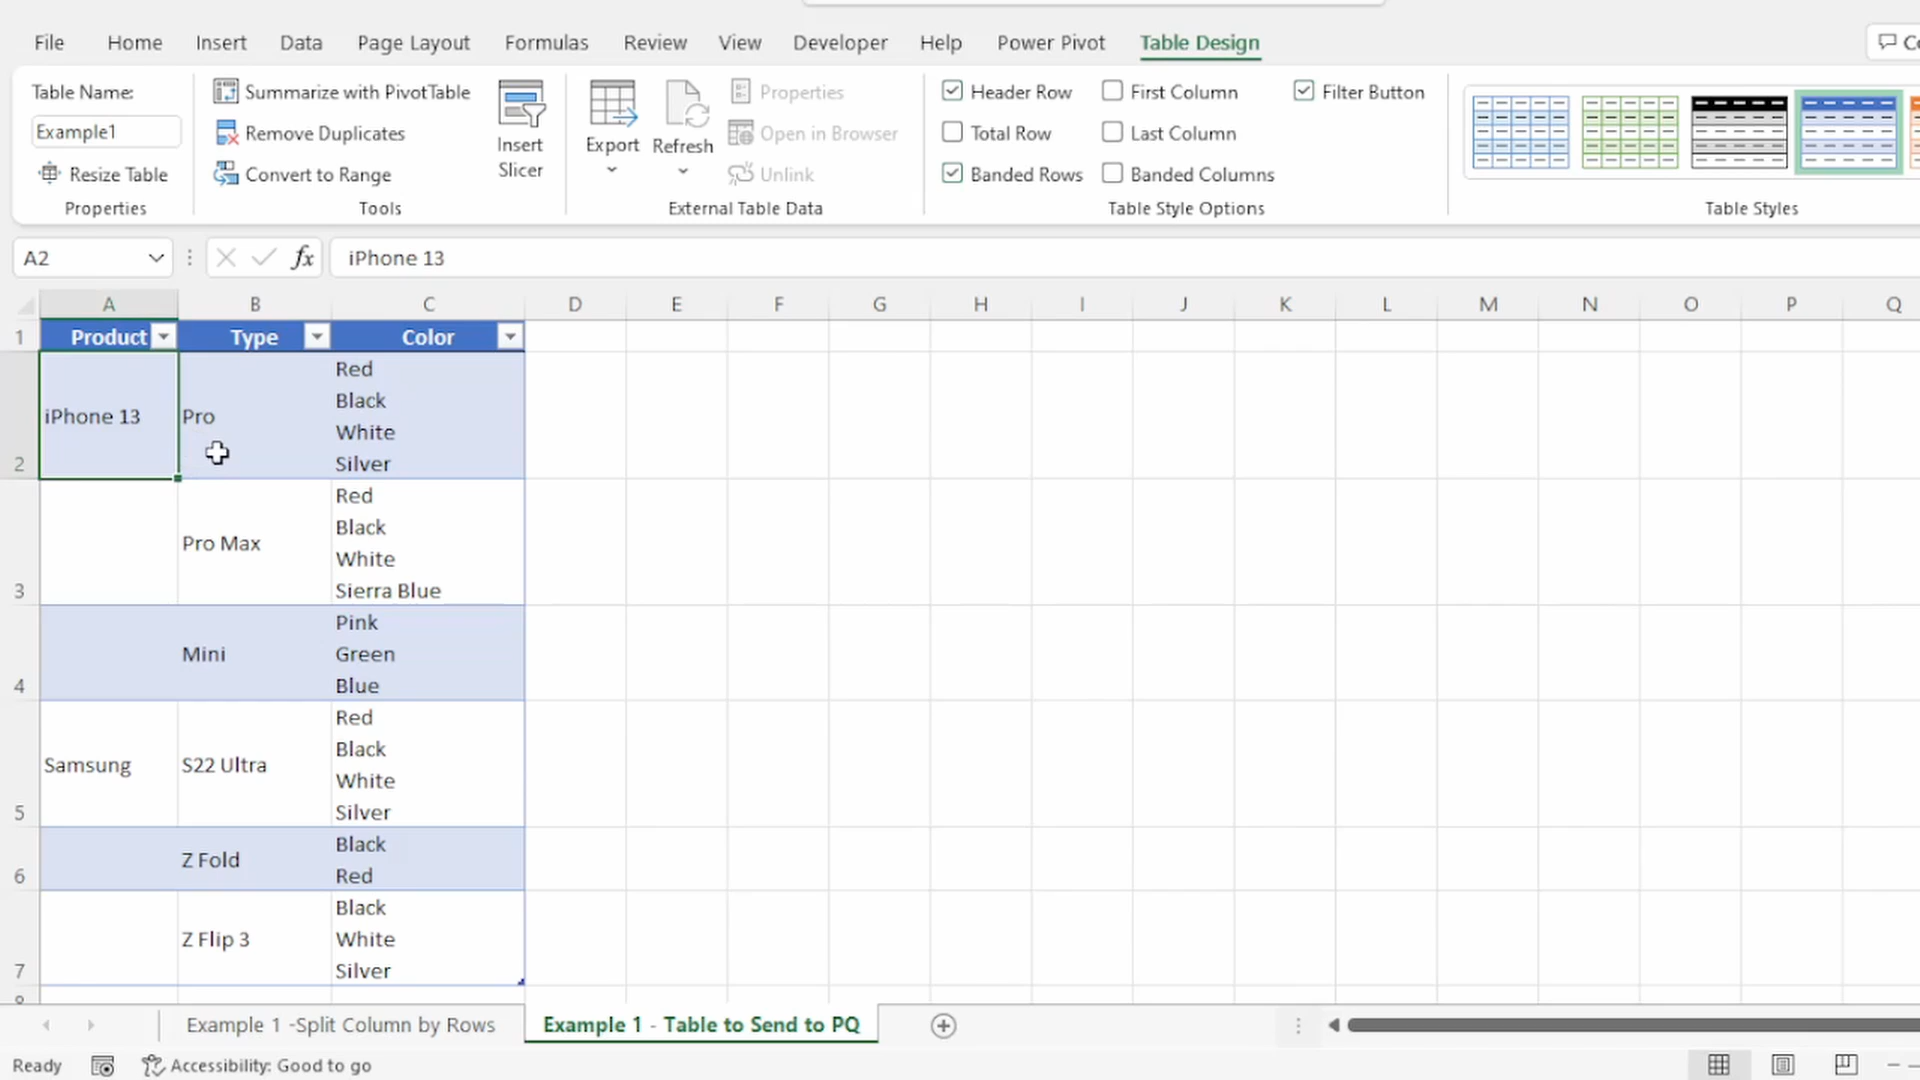 File Home Insert Data Page Layout Formulas Review View Developer Help Power Pivot Table Design
Table Name: Summarize with PivotTable Properties Header Row First Column Filter Button
Example1 Remove Duplicates Insert Slicer Export Refresh Open in Browser Total Row Last Column
Resize Table Convert to Range Unlink Banded Rows Banded Columns
Properties Tools External Table Data Table Style Options Table Styles
A2 fx iPhone 13
A B C D E F G H I J K L M N O P Q
1 Product Type Color
Red
Black
iPhone 13 Pro
White
2 Silver
Red
Black
Pro Max
White
3 Sierra Blue
Pink
Mini Green
4 Blue
Red
Black
Samsung S22 Ultra
White
5 Silver
Black
Z Fold
6 Red
Black
Z Flip 3 White
7 Silver
8
Example 1 -Split Column by Rows Example 1 - Table to Send to PQ
Ready Accessibility: Good to go